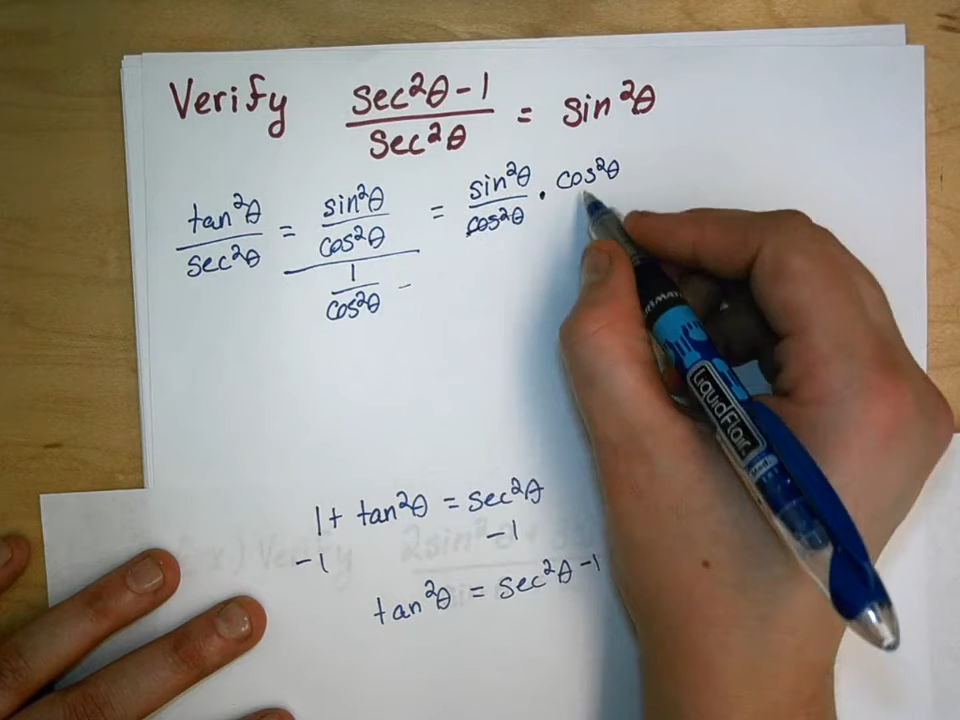 Verify sec²θ-1 / sec²θ = sin²θ
tan²θ / sec²θ = sin²θ / cos²θ / 1 / cos²θ - = sin²θ / cos²θ · cos²θ
1 + tan²θ = sec²θ
-1 -1
tan²θ = sec²θ -1
LiquidFlair